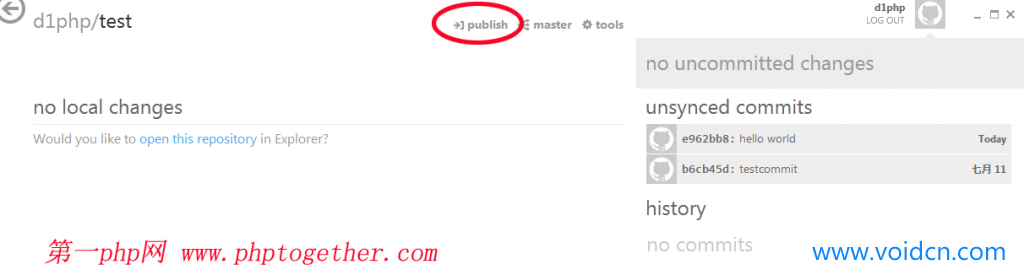 d1php/test
publish
master
tools
d1php
LOG OUT
no local changes
Would you like to open this repository in Explorer?
no uncommitted changes
unsynced commits
e962bb8: hello world Today
b6cb45d: testcommit 七月 11
history
no commits
第一php网 www.phptogether.com
www.voidcn.com